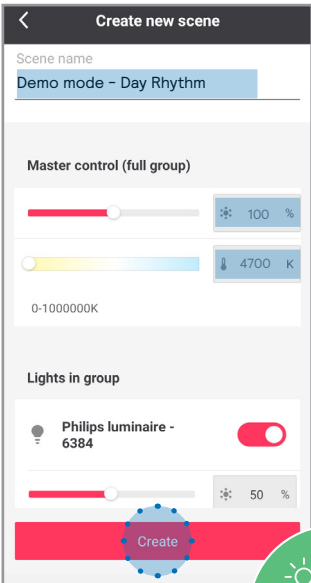 Create new scene
Scene name
Demo mode - Day Rhythm
Master control (full group)
100 %
4700 K
0-1000000K
Lights in group
Philips luminaire -
6384
50 %
Create